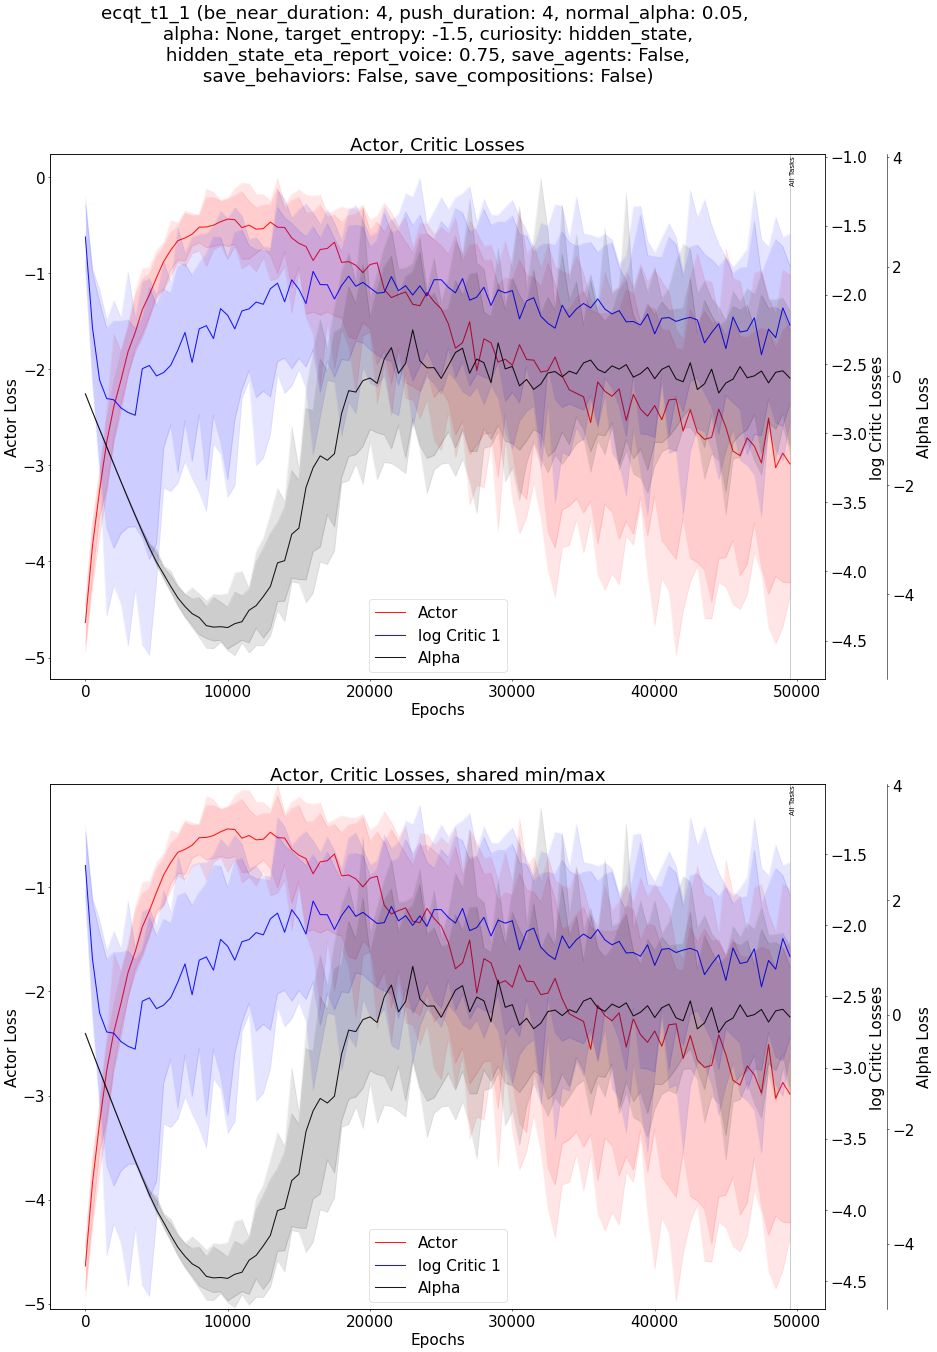 ecqt_t1_1 (be_near_duration: 4, push_duration: 4, normal_alpha: 0.05,
alpha: None, target_entropy: -1.5, curiosity: hidden_state,
hidden_state_eta_report_voice: 0.75, save_agents: False,
save_behaviors: False, save_compositions: False)
Actor, Critic Losses
Actor Loss
0
−1
−2
−3
−4
−5
0
10000
20000
30000
40000
50000
Epochs
−1.0
−1.5
−2.0
−2.5
−3.0
−3.5
−4.0
−4.5
log Critic Losses
4
2
0
−2
−4
Alpha Loss
All Tasks
Actor
log Critic 1
Alpha
Actor, Critic Losses, shared min/max
Actor Loss
−1
−2
−3
−4
−5
0
10000
20000
30000
40000
50000
Epochs
−1.5
−2.0
−2.5
−3.0
−3.5
−4.0
−4.5
log Critic Losses
4
2
0
−2
−4
Alpha Loss
All Tasks
Actor
log Critic 1
Alpha